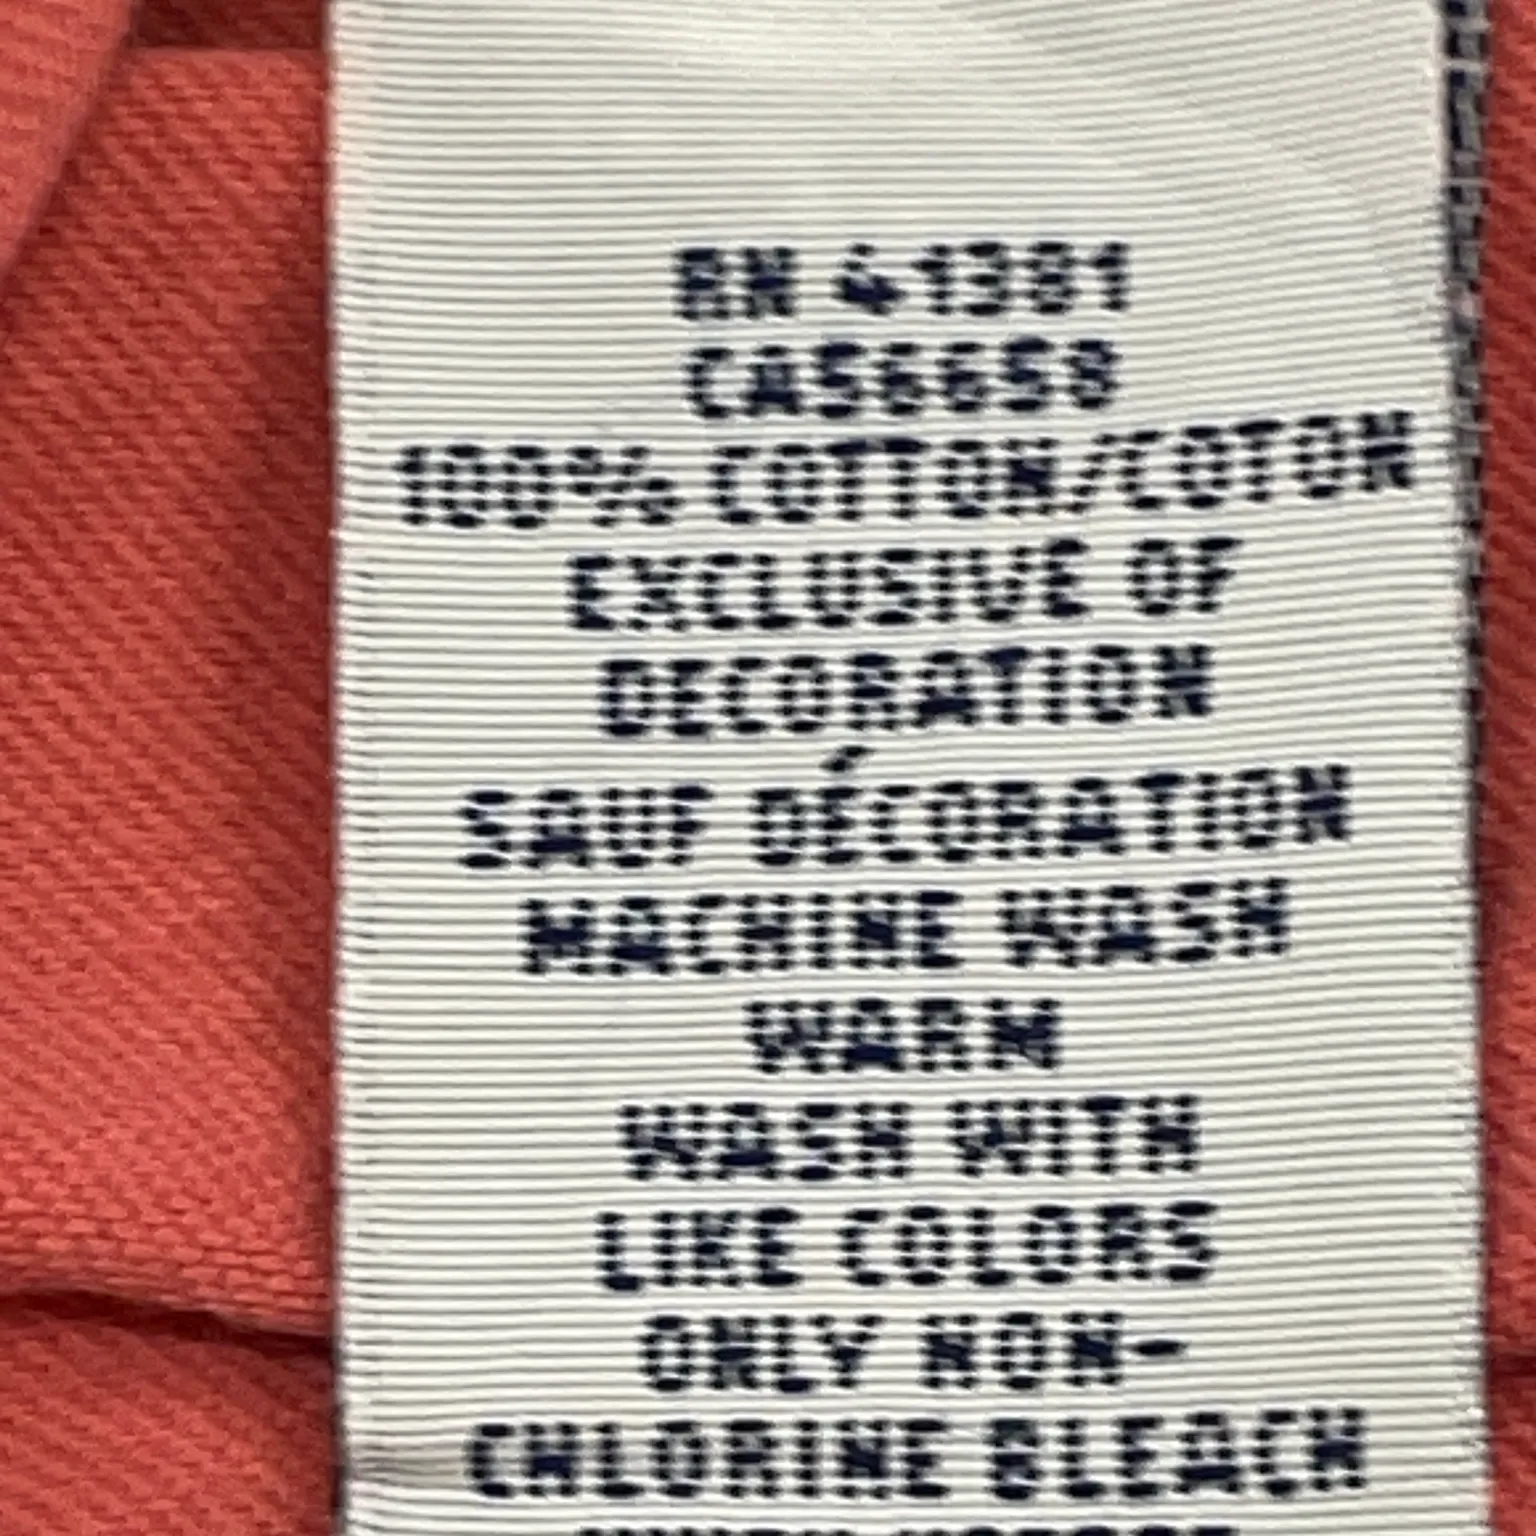 RN 41381
CA56658
100% COTTON/COTON
EXCLUSIVE OF
DECORATION
SAUF DÉCORATION
MACHINE WASH
WARM
WASH WITH
LIKE COLORS
ONLY NON-
CHLORINE BLEACH